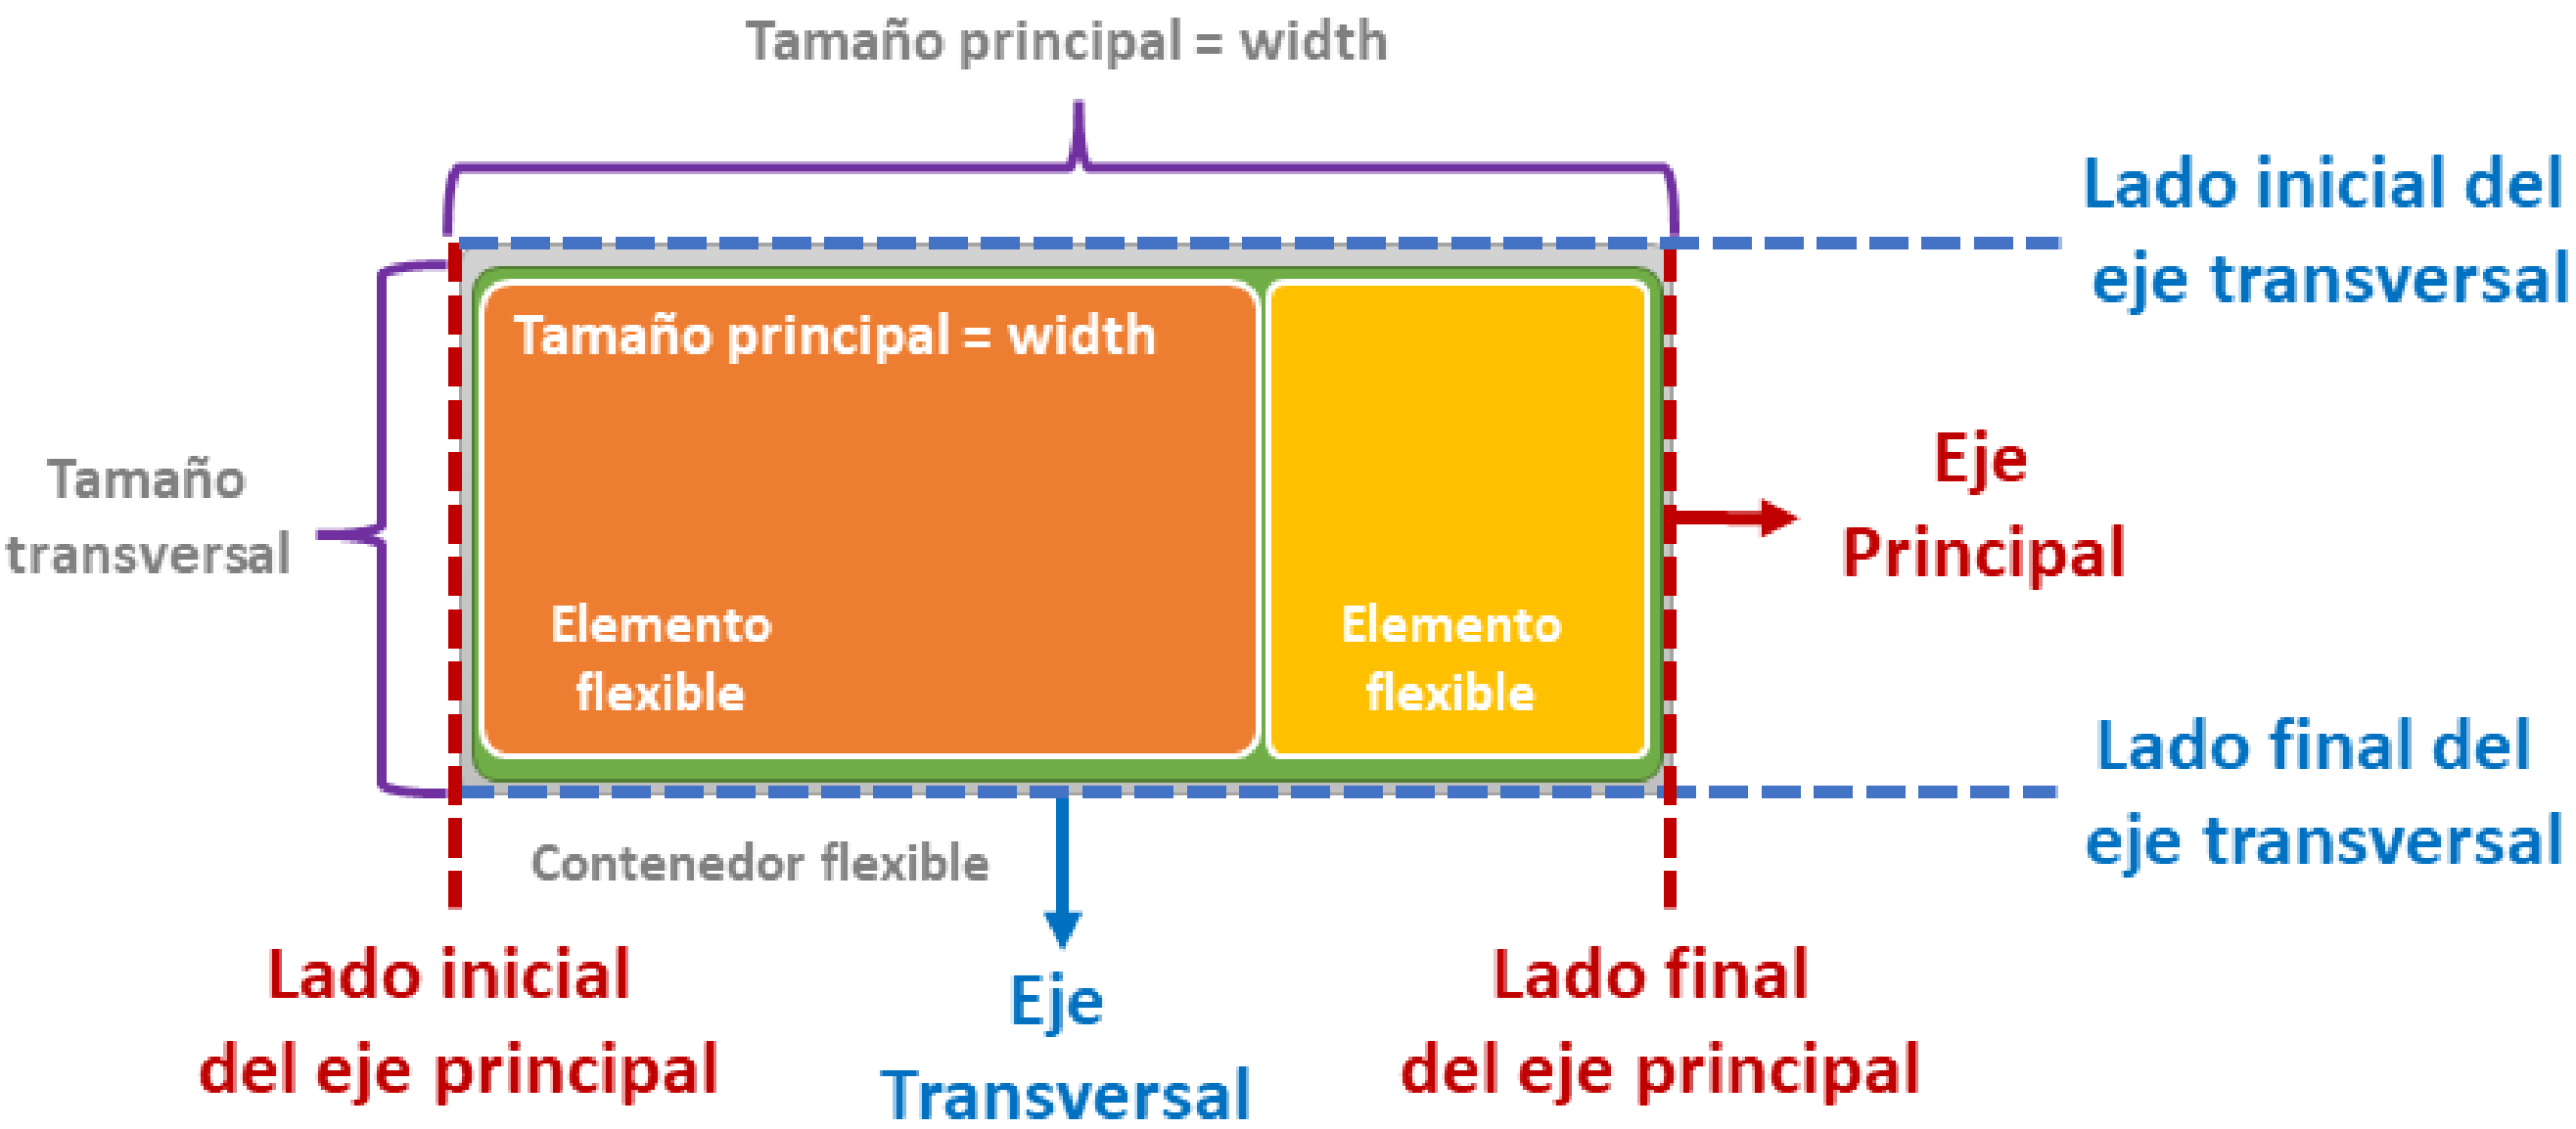 Tamaño principal = width
Lado inicial del
eje transversal
Tamaño principal = width
Tamaño
transversal
Eje
Principal
Elemento
flexible
Elemento
flexible
Lado final del
eje transversal
Contenedor flexible
Lado inicial
del eje principal
Eje
Transversal
Lado final
del eje principal